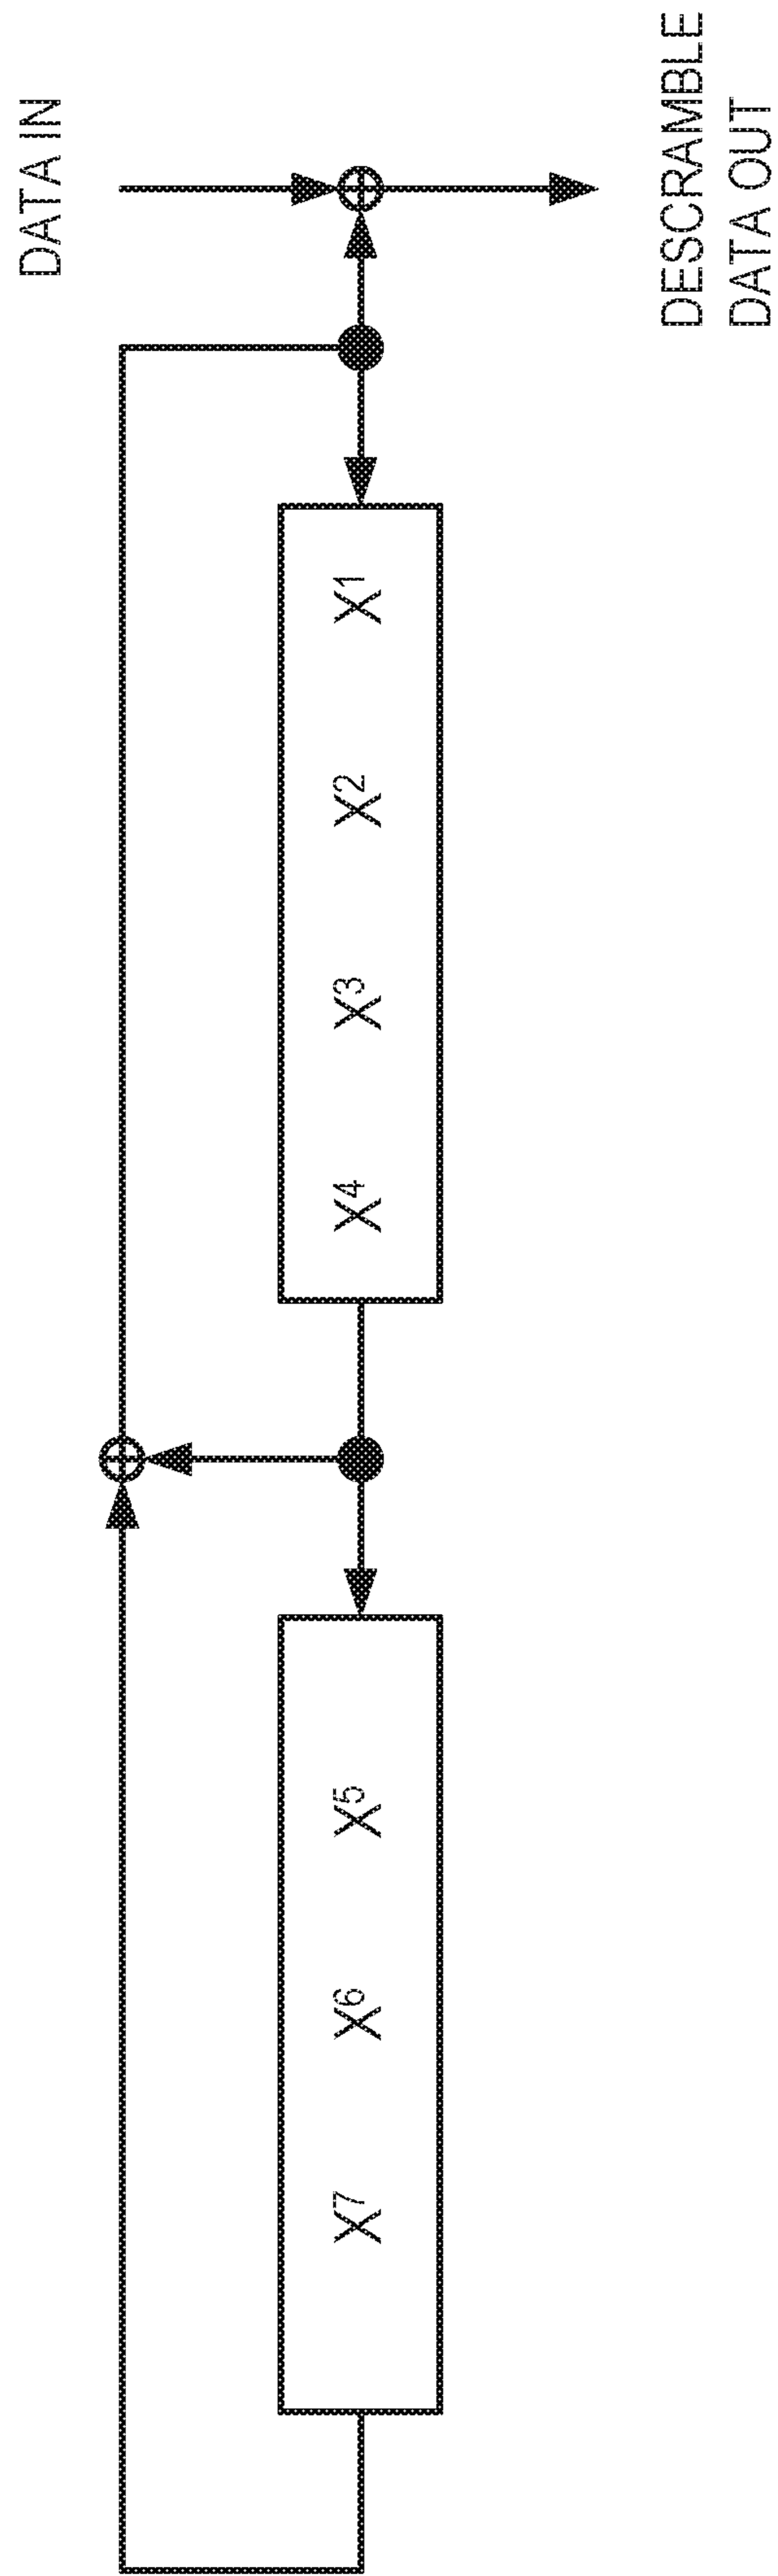 DATA IN
X7 X6 X5 X4 X3 X2 X1
DESCRAMBLE
DATA OUT